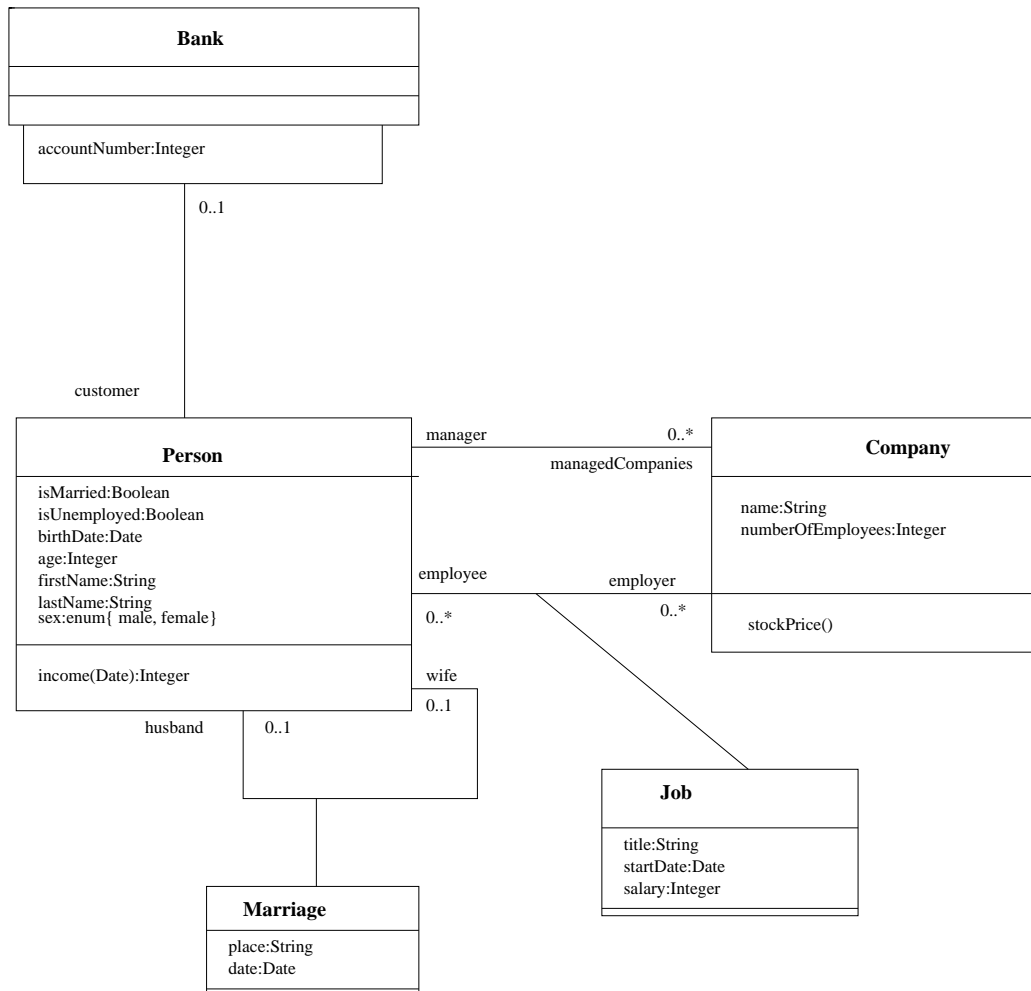 Bank
accountNumber:Integer
0..1
customer
Person
isMarried:Boolean
isUnemployed:Boolean
birthDate:Date
age:Integer
firstName:String
lastName:String
sex:enum{ male, female}
income(Date):Integer
manager
0..*
managedCompanies
Company
name:String
numberOfEmployees:Integer
stockPrice()
employee
employer
0..*
0..*
wife
0..1
husband
0..1
Job
title:String
startDate:Date
salary:Integer
Marriage
place:String
date:Date